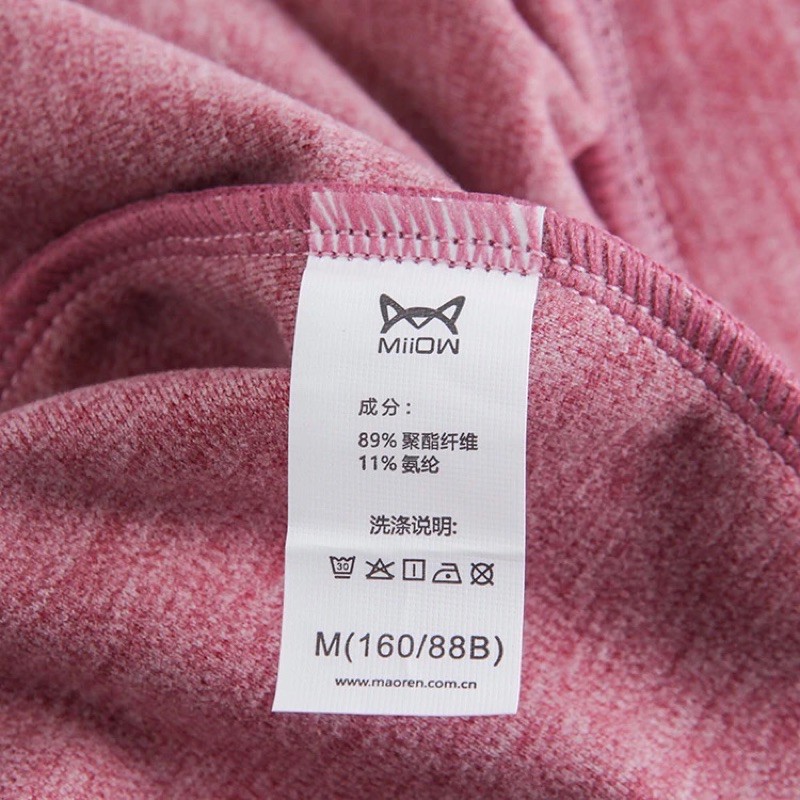 MiiOW
成分：
89% 聚酯纤维
11% 氨纶
洗涤说明:
30
M(160/88B)
www.maoren.com.cn